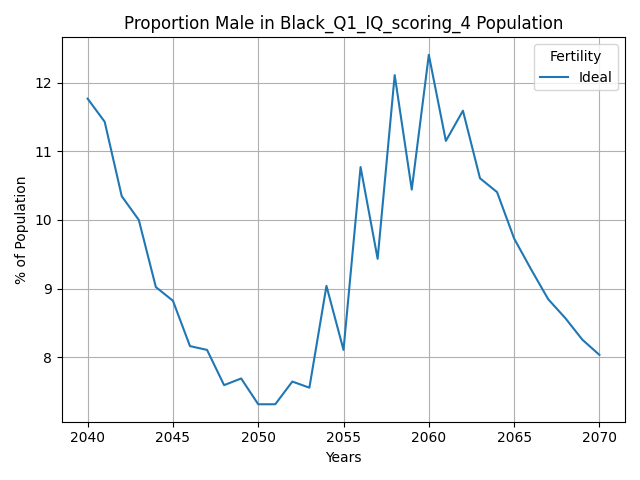 Proportion Male in Black_Q1_IQ_scoring_4 Population
Fertility
Ideal
% of Population
12
11
10
9
8
2040 2045 2050 2055 2060 2065 2070
Years